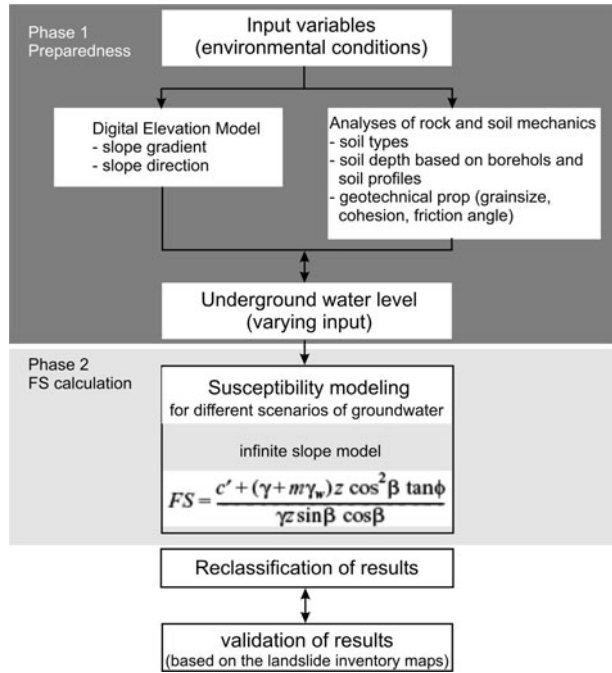 Phase 1
Preparedness
Input variables
(environmental conditions)
Digital Elevation Model
- slope gradient
- slope direction
Analyses of rock and soil mechanics
- soil types
- soil depth based on borehols and
soil profiles
- geotechnical prop (grainsize,
cohesion, friction angle)
Underground water level
(varying input)
Phase 2
FS calculation
Susceptibility modeling
for different scenarios of groundwater
infinite slope model
FS = c′ + (γ + mγw) z cos²β tanϕ
γz sinβ cosβ
Reclassification of results
validation of results
(based on the landslide inventory maps)